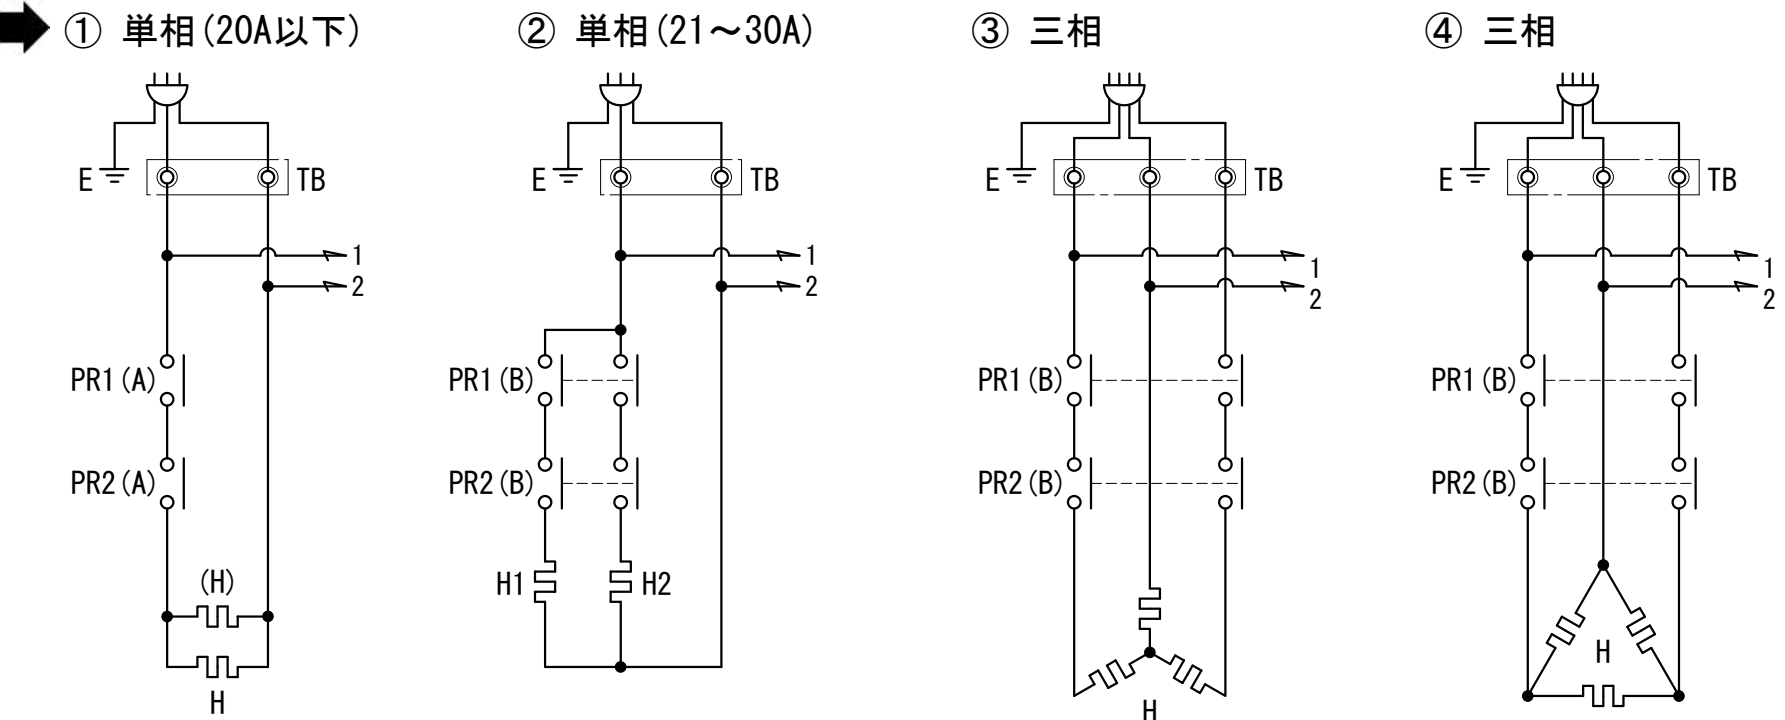 ① 単相(20A以下)
② 単相(21～30A)
③ 三相
④ 三相
E
TB
E
TB
E
TB
E
TB
1
2
1
2
1
2
1
2
PR1(A)
PR1(B)
PR1(B)
PR1(B)
PR2(A)
PR2(B)
PR2(B)
PR2(B)
(H)
H
H1
H2
H
H